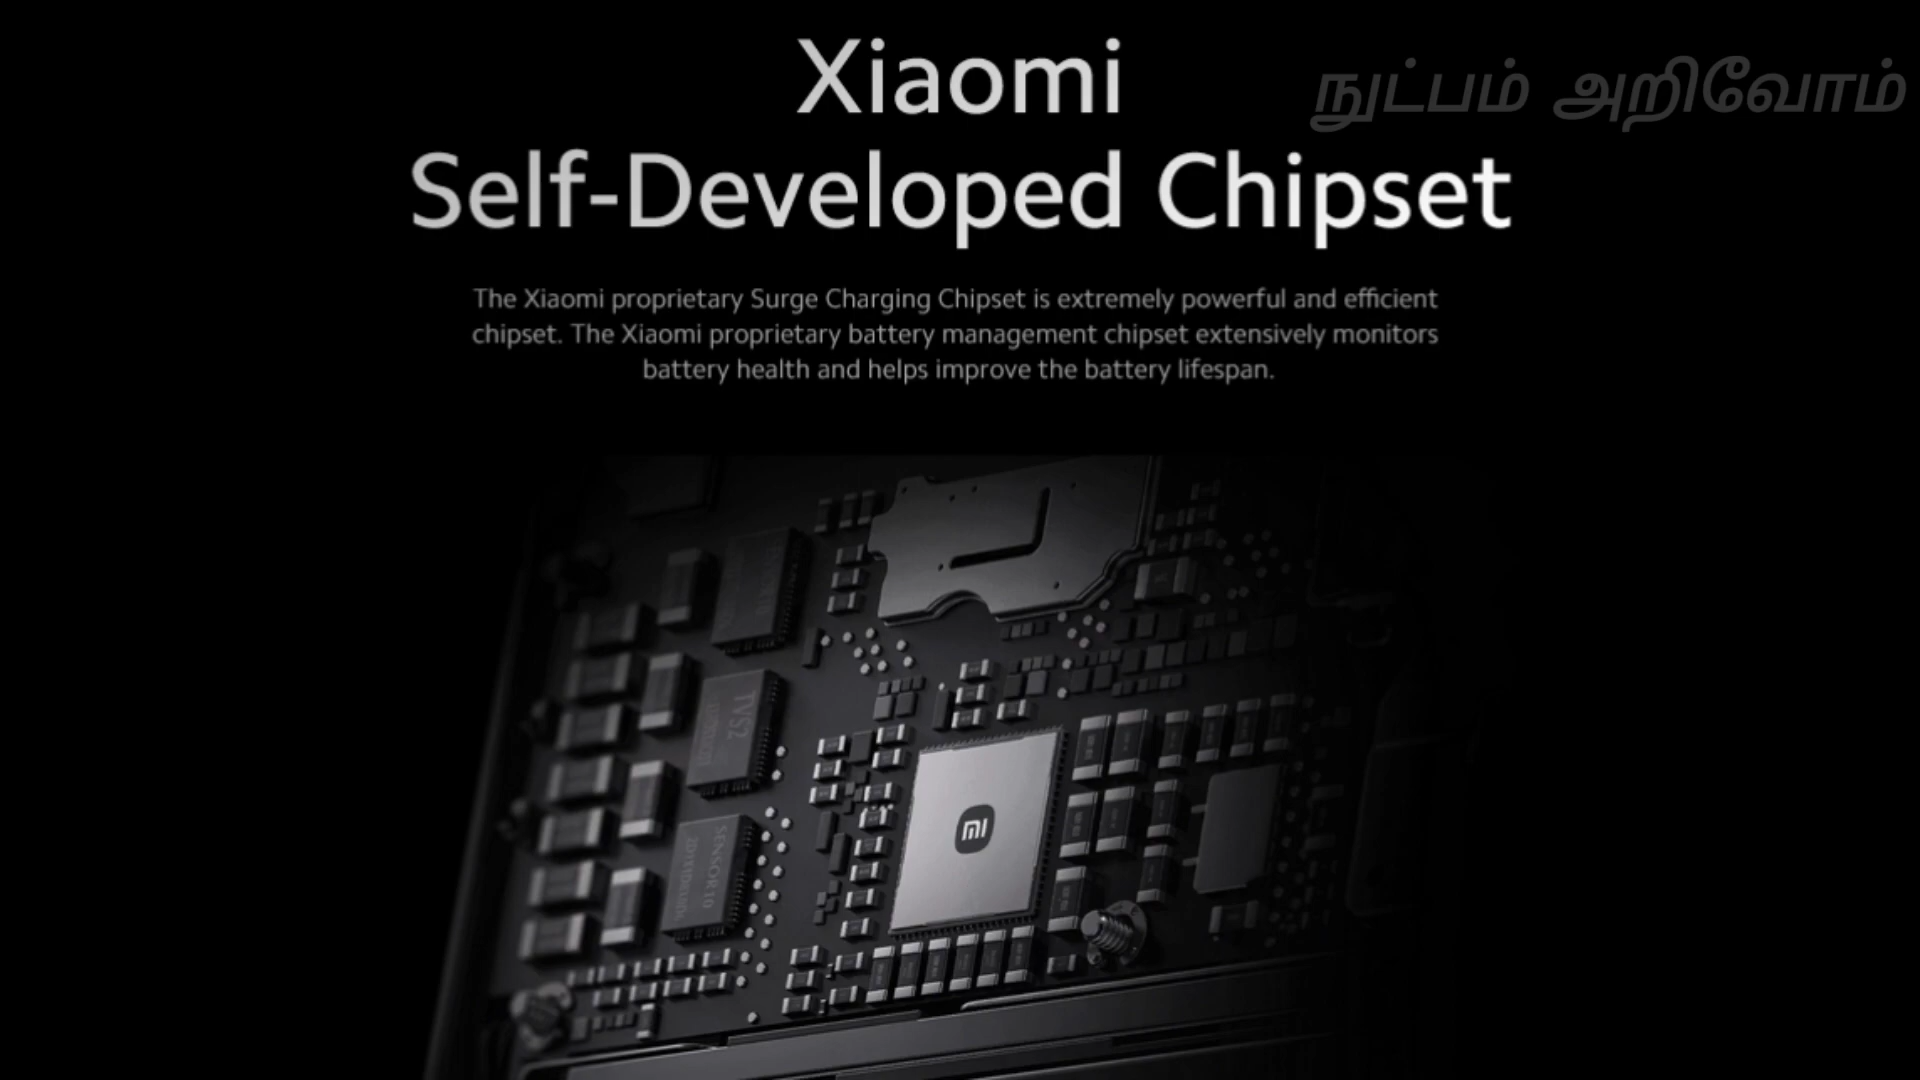 Xiaomi
நுட்பம் அறிவோம்
Self-Developed Chipset
The Xiaomi proprietary Surge Charging Chipset is extremely powerful and efficient
chipset. The Xiaomi proprietary battery management chipset extensively monitors
battery health and helps improve the battery lifespan.
TVS2
SENSOR10